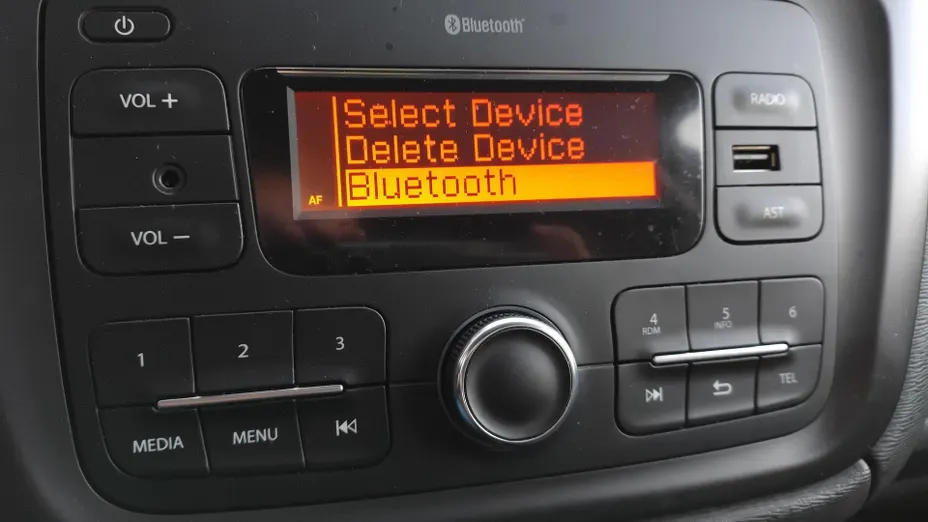 Bluetooth
VOL +
VOL −
Select Device
Delete Device
Bluetooth
AF
RADIO
AST
1
2
3
MEDIA
MENU
4
RDM
5
INFO
6
TEL